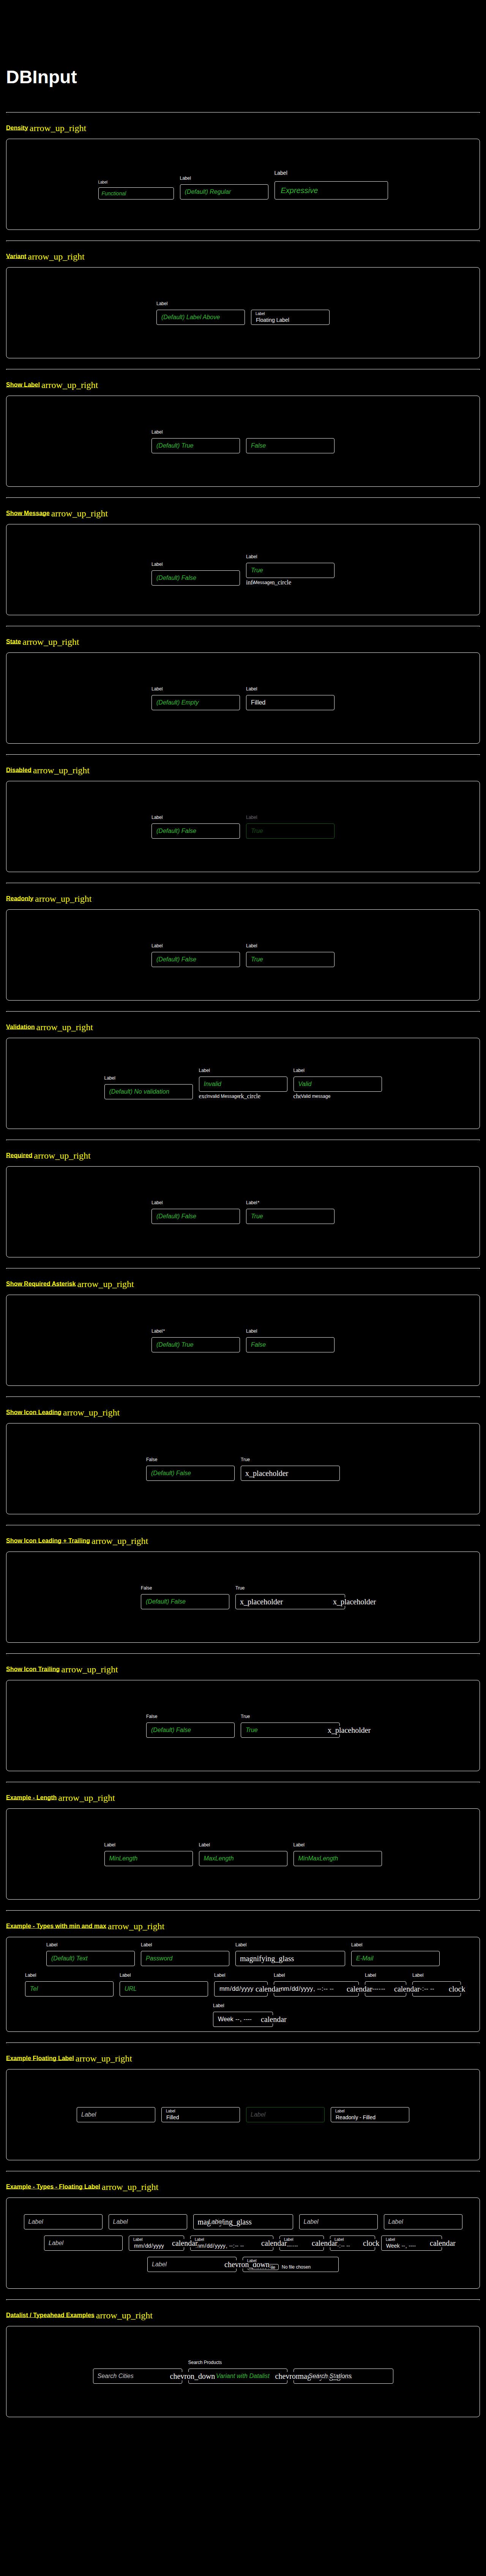 DBInput
Density arrow_up_right
Label Label Label
Functional (Default) Regular Expressive
Variant arrow_up_right
Label Label
(Default) Label Above Floating Label
Show Label arrow_up_right
Label
(Default) True False
Show Message arrow_up_right
Label Label
(Default) False True
Message
State arrow_up_right
Label Label
(Default) Empty Filled
Disabled arrow_up_right
Label Label
(Default) False True
Readonly arrow_up_right
Label Label
(Default) False True
Validation arrow_up_right
Label Label Label
(Default) No validation Invalid Valid
Invalid Message Valid message
Required arrow_up_right
Label Label*
(Default) False True
Show Required Asterisk arrow_up_right
Label* Label
(Default) True False
Show Icon Leading arrow_up_right
False True
(Default) False x_placeholder
Show Icon Leading + Trailing arrow_up_right
False True
(Default) False x_placeholder x_placeholder
Show Icon Trailing arrow_up_right
False True
(Default) False True x_placeholder
Example - Length arrow_up_right
Label Label Label
MinLength MaxLength MinMaxLength
Example - Types with min and max arrow_up_right
Label Label Label Label
(Default) Text Password magnifying_glass E-Mail
Label Label Label Label Label Label
Tel URL mm/dd/yyyy calendar mm/dd/yyyy, --:-- -- calendar calendar clock
Label
Week --, ---- calendar
Example Floating Label arrow_up_right
Label Label Filled Label Label Readonly - Filled
Example - Types - Floating Label arrow_up_right
Label Label magnifying_glass Label Label
Label Label mm/dd/yyyy calendar Label mm/dd/yyyy, --:-- -- calendar Label calendar Label clock Label Week --, ---- calendar
Label chevron_down Label No file chosen
Datalist / Typeahead Examples arrow_up_right
Search Products
Search Cities chevron_down Variant with Datalist Search Stations